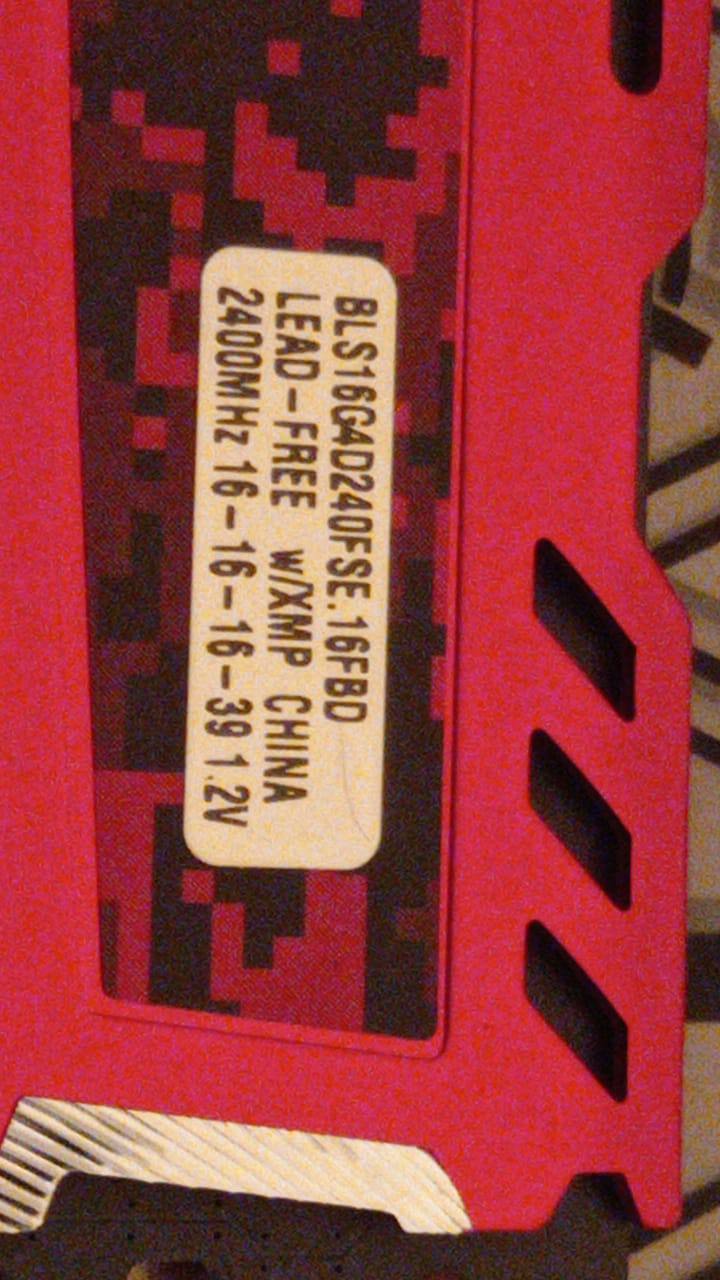 BLS16G4D240FSE.16FBD
LEAD-FREE w/XMP CHINA
2400MHz 16-16-16-39 1.2V